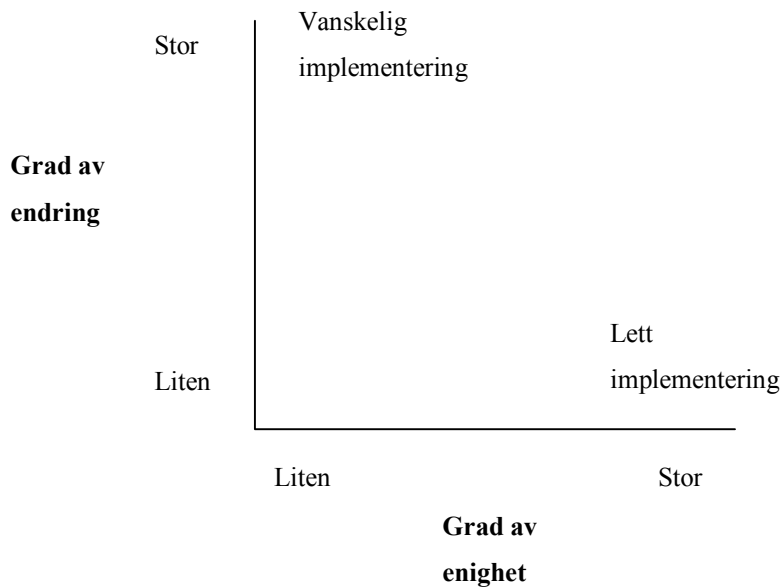 Stor
Vanskelig
implementering
Grad av
endring
Lett
implementering
Liten
Liten
Stor
Grad av
enighet